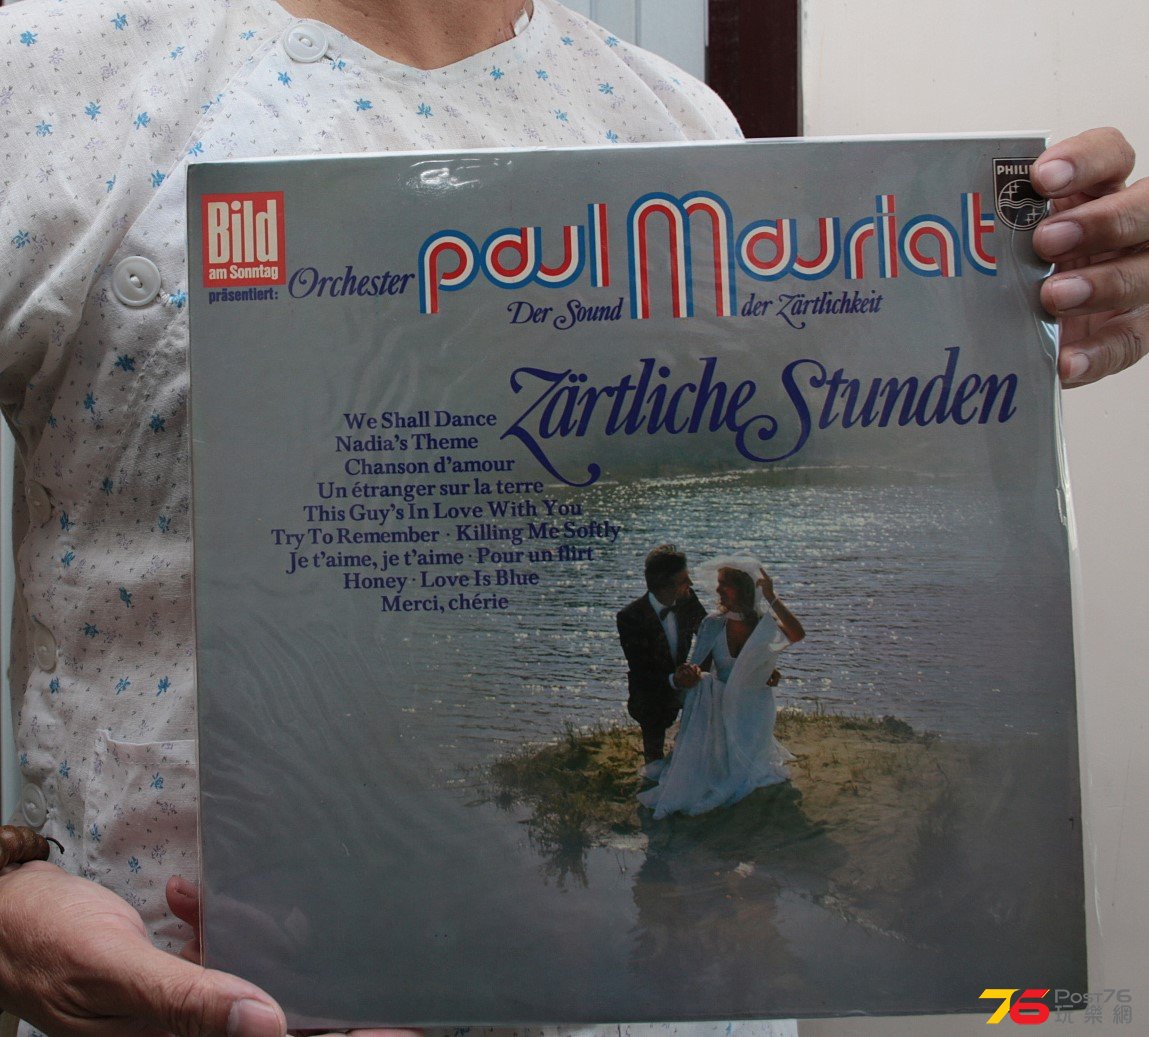 Bild
am Sonntag
präsentiert:
Orchester Paul Mauriat
Der Sound der Zärtlichkeit
PHILIPS
Zärtliche Stunden
We Shall Dance
Nadia's Theme
Chanson d'amour
Un étranger sur la terre
This Guy's In Love With You
Try To Remember · Killing Me Softly
Je t'aime, je t'aime · Pour un flirt
Honey · Love Is Blue
Merci, chérie
76 Post76
玩樂網